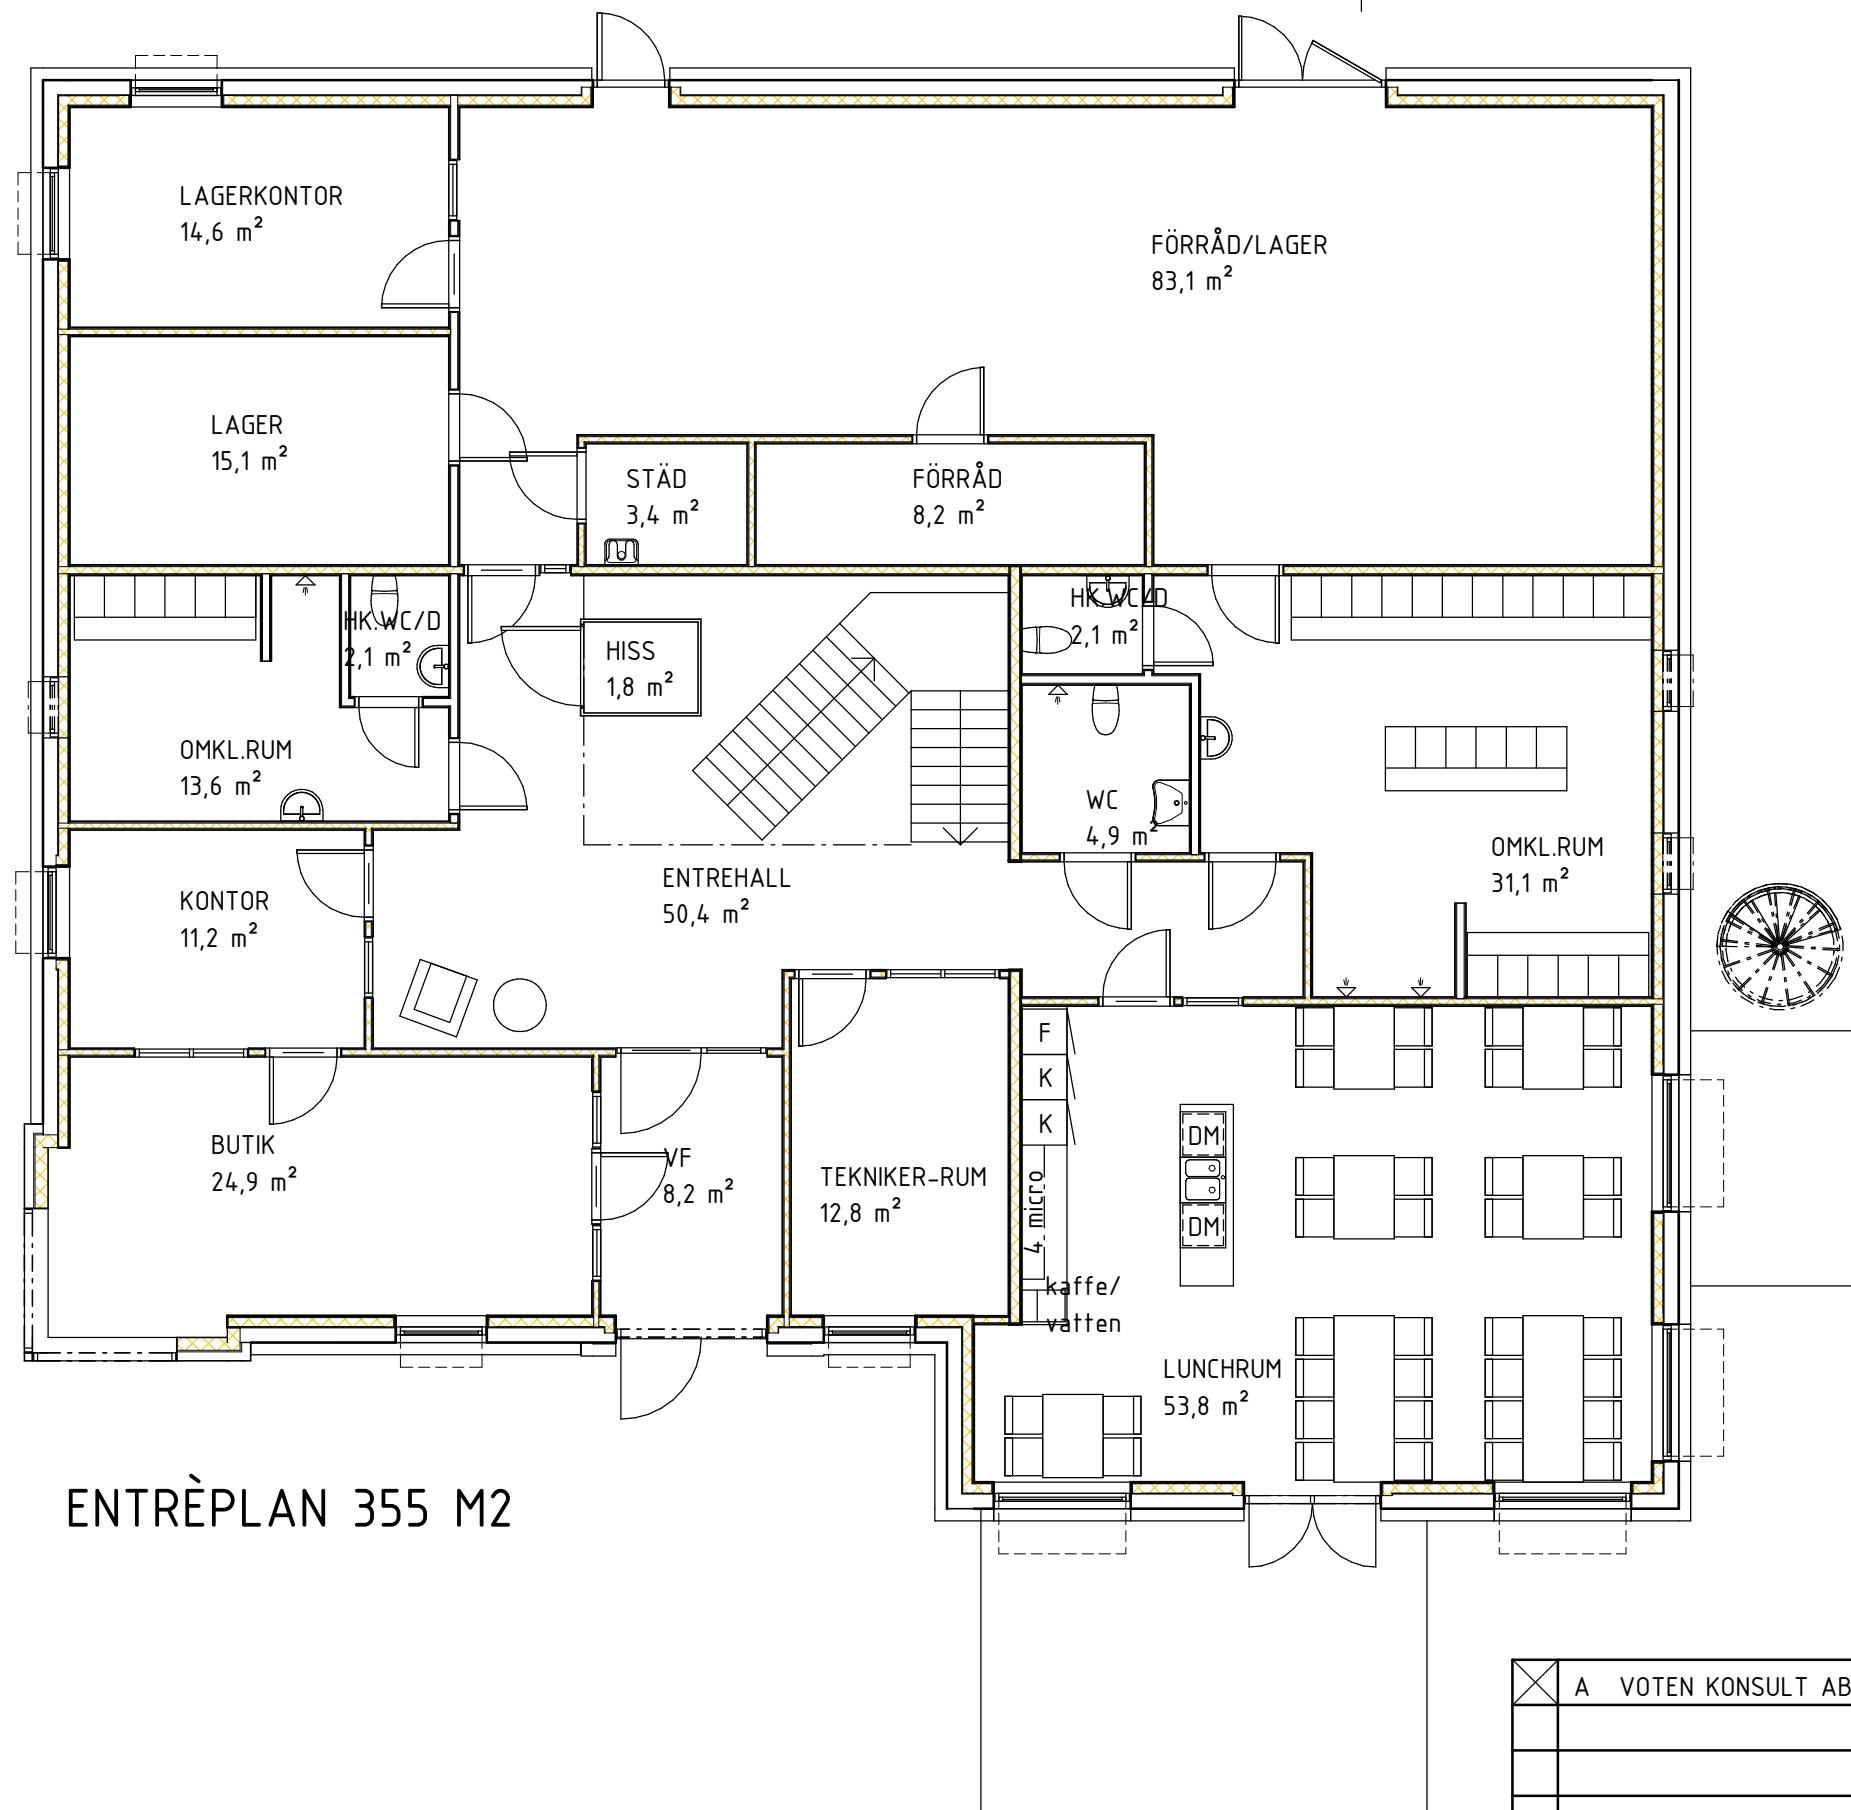 LAGERKONTOR
14,6 m²
FÖRRÅD/LAGER
83,1 m²
LAGER
15,1 m²
STÄD
3,4 m²
FÖRRÅD
8,2 m²
HK.WC/D
2,1 m²
HISS
1,8 m²
HK.WC/D
2,1 m²
OMKL.RUM
13,6 m²
WC
4,9 m²
OMKL.RUM
31,1 m²
KONTOR
11,2 m²
ENTREHALL
50,4 m²
F
K
K
DM
DM
BUTIK
24,9 m²
VF
8,2 m²
TEKNIKER-RUM
12,8 m²
4 micro
kaffe/
vatten
LUNCHRUM
53,8 m²
ENTRÈPLAN 355 M2
A VOTEN KONSULT AB